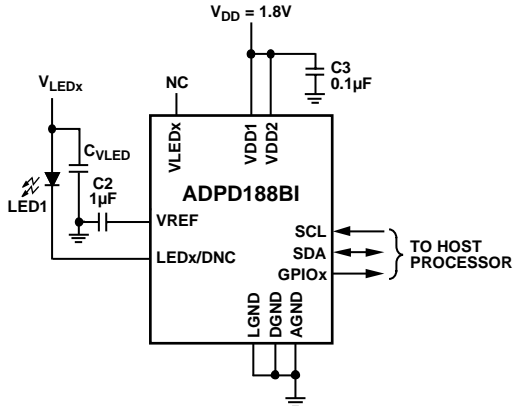 V_DD = 1.8V
C3
0.1µF
V_LEDx
NC
C_VLED
C2
1µF
LED1
VLEDx
VDD1
VDD2
ADPD188BI
VREF
LEDx/DNC
SCL
SDA
GPIOx
TO HOST
PROCESSOR
LGND
DGND
AGND